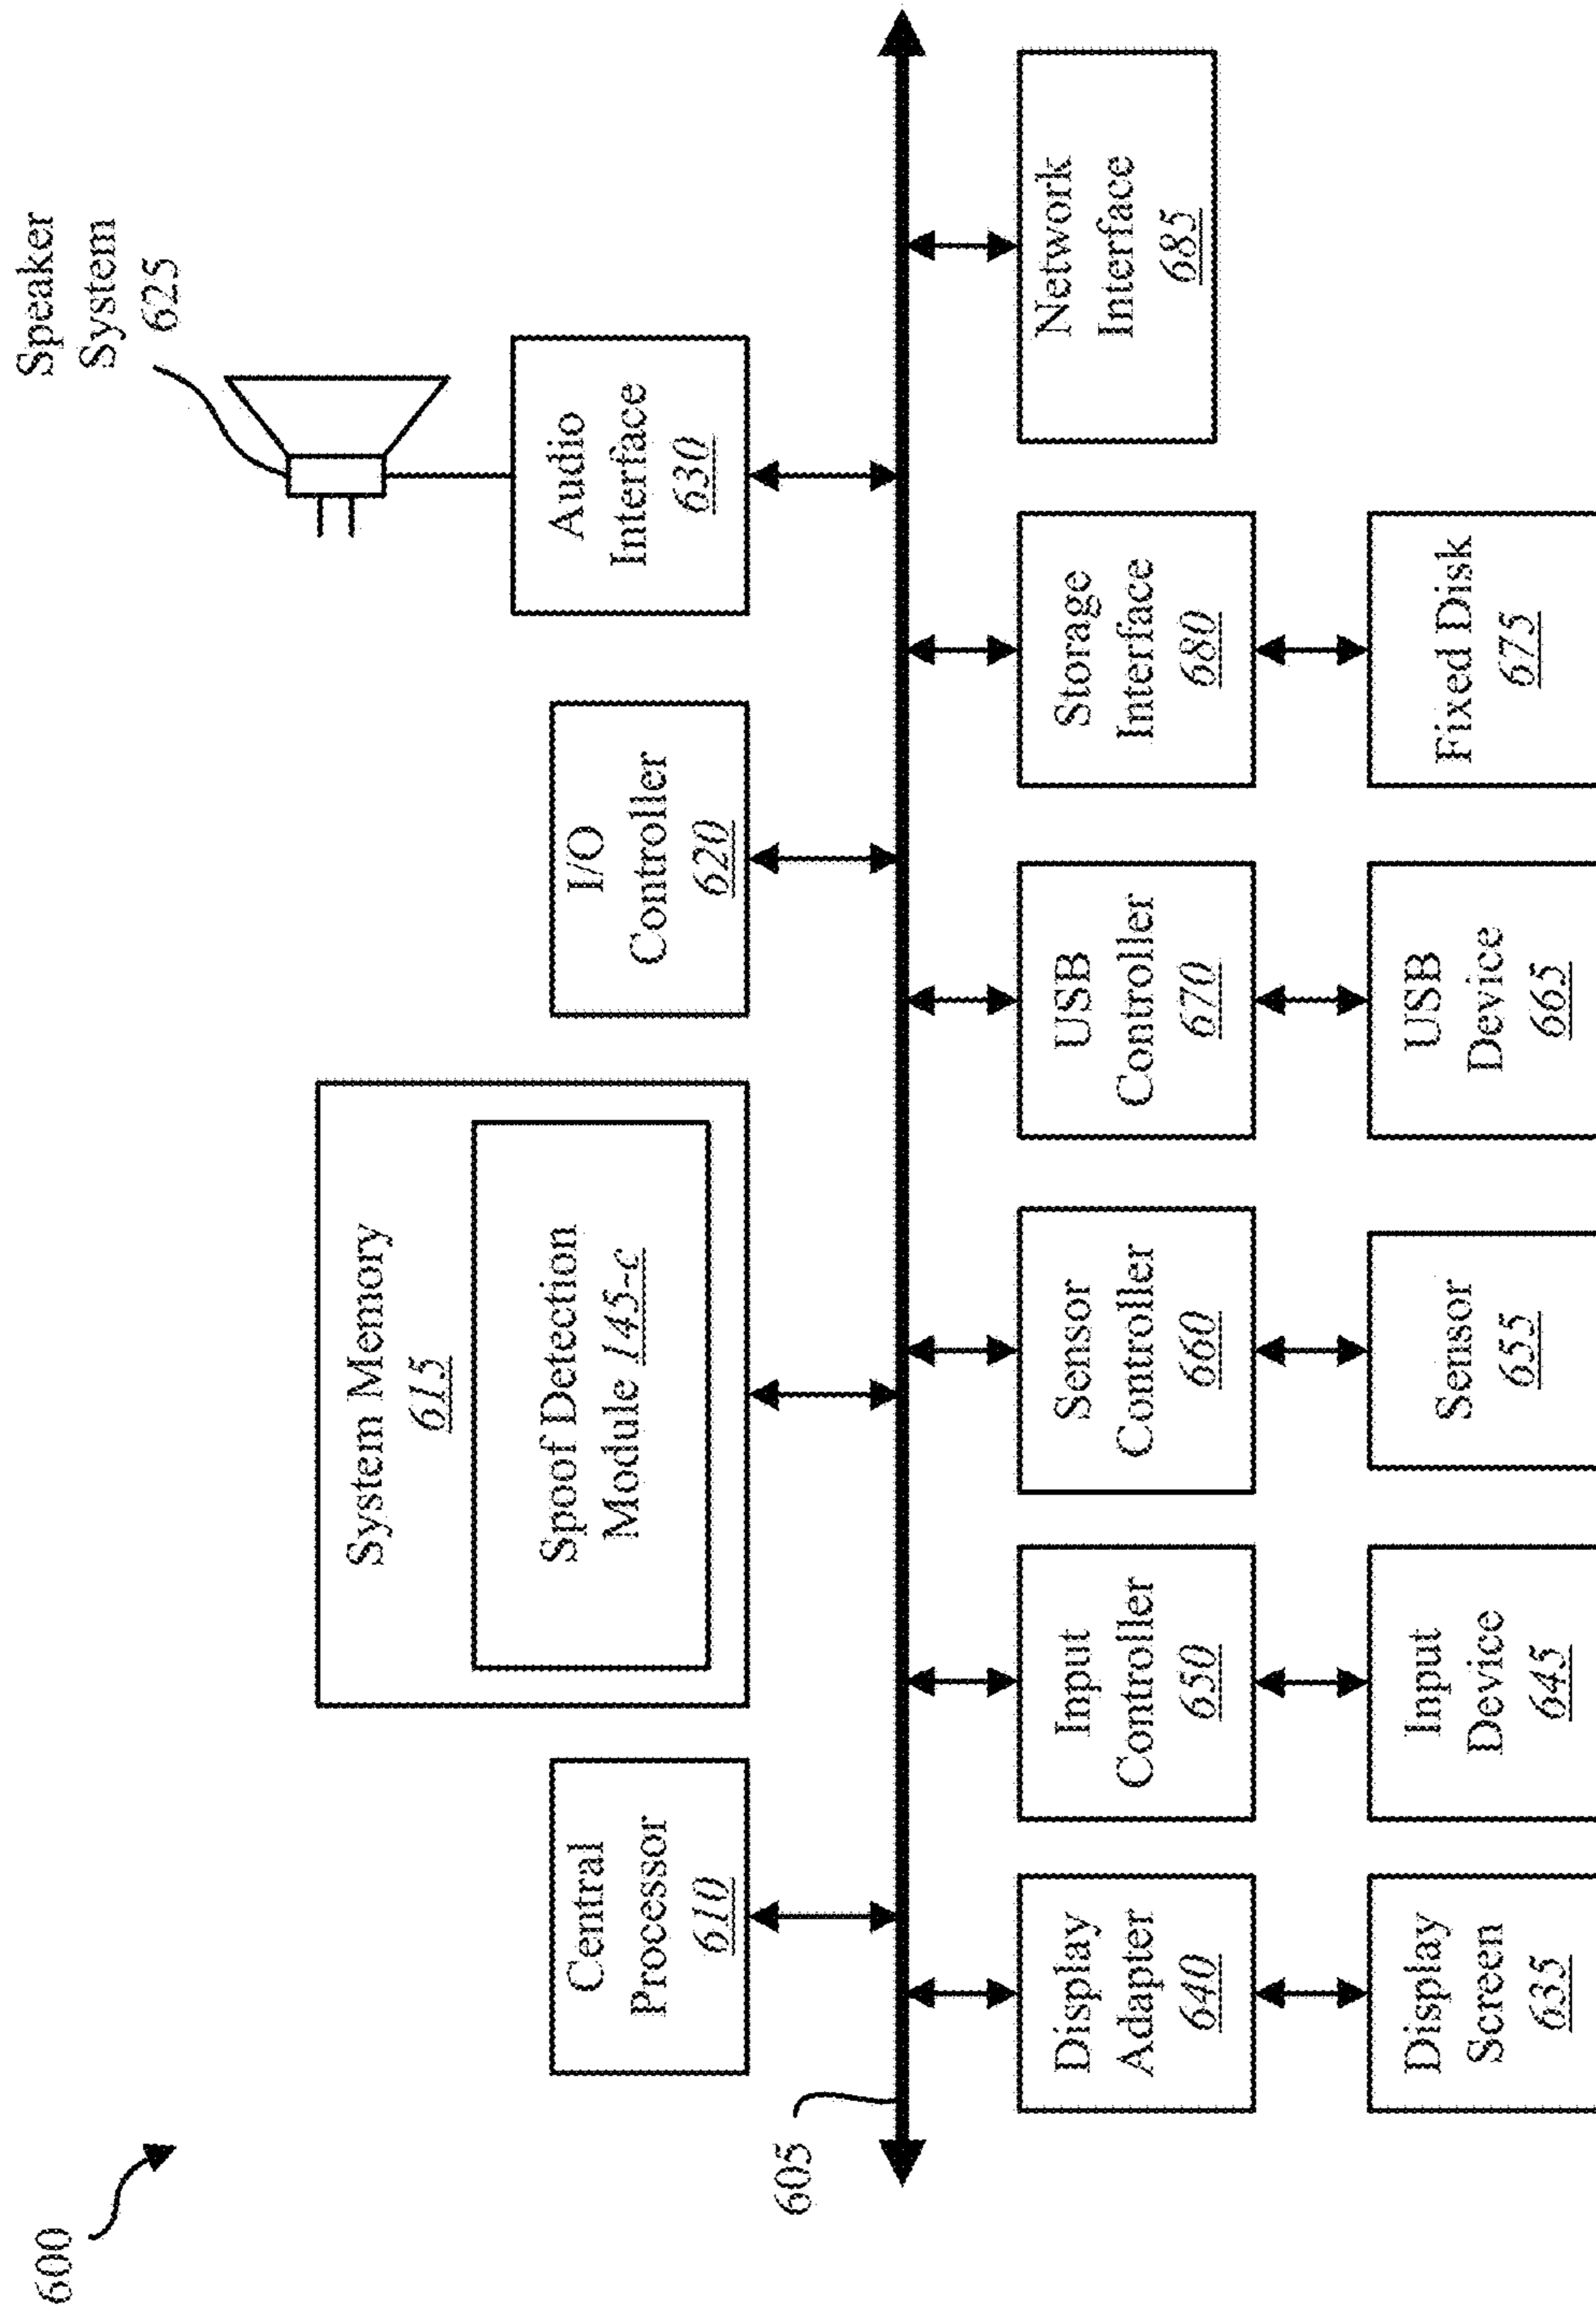 600
Speaker
System
625
Central
Processor
610
System Memory
615
Spoof Detection
Module 145-c
I/O
Controller
620
Audio
Interface
630
605
Display
Adapter
640
Input
Controller
650
Sensor
Controller
660
USB
Controller
670
Storage
Interface
680
Network
Interface
685
Display
Screen
635
Input
Device
645
Sensor
655
USB
Device
665
Fixed Disk
675